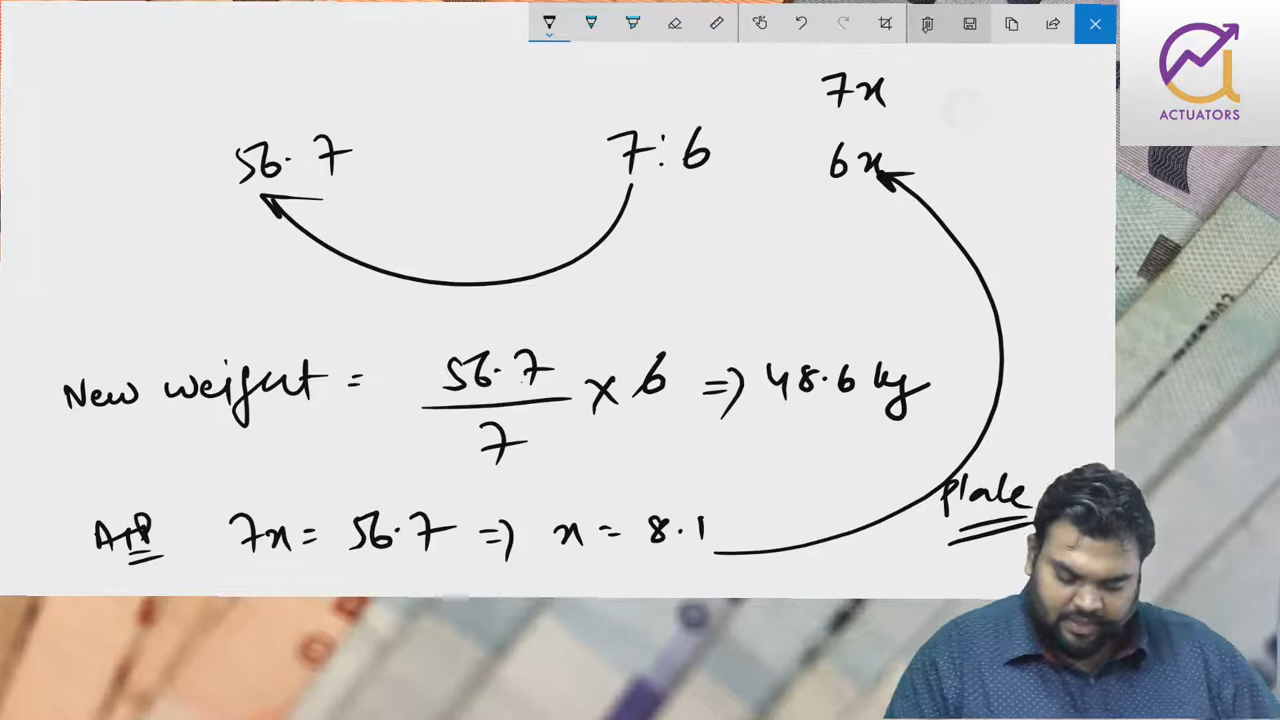 7x
ACTUATORS
56.7
7:6
6x
New weight = 56.7/7 × 6 => 48.6 kg
plate
ATP 7x = 56.7 => x = 8.1